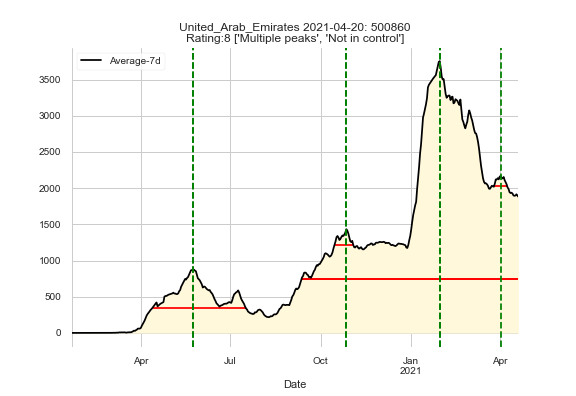 United_Arab_Emirates 2021-04-20: 500860
Rating:8 ['Multiple peaks', 'Not in control']
Average-7d
3500
3000
2500
2000
1500
1000
500
0
Apr
Jul
Oct
Jan
2021
Apr
Date